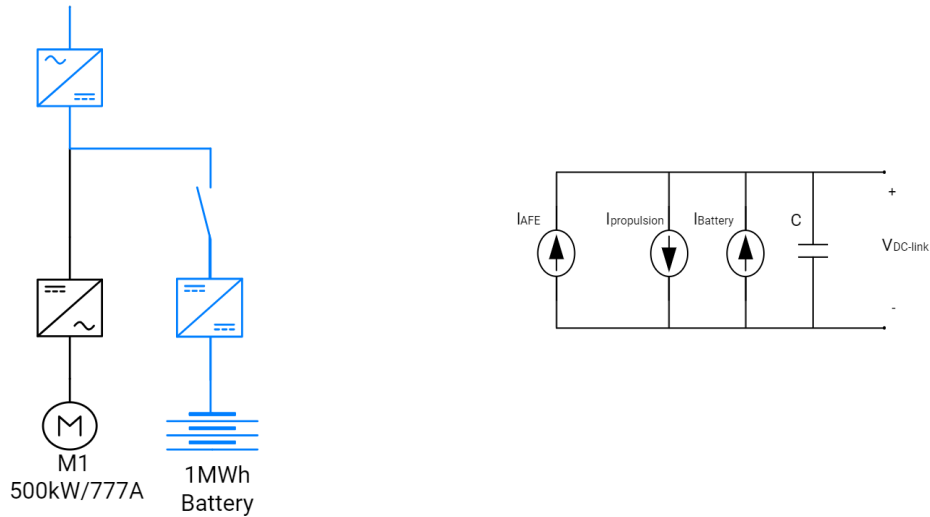 M1
500kW/777A
1MWh
Battery
IAFE
Ipropulsion
IBattery
C
+
VDC-link
-